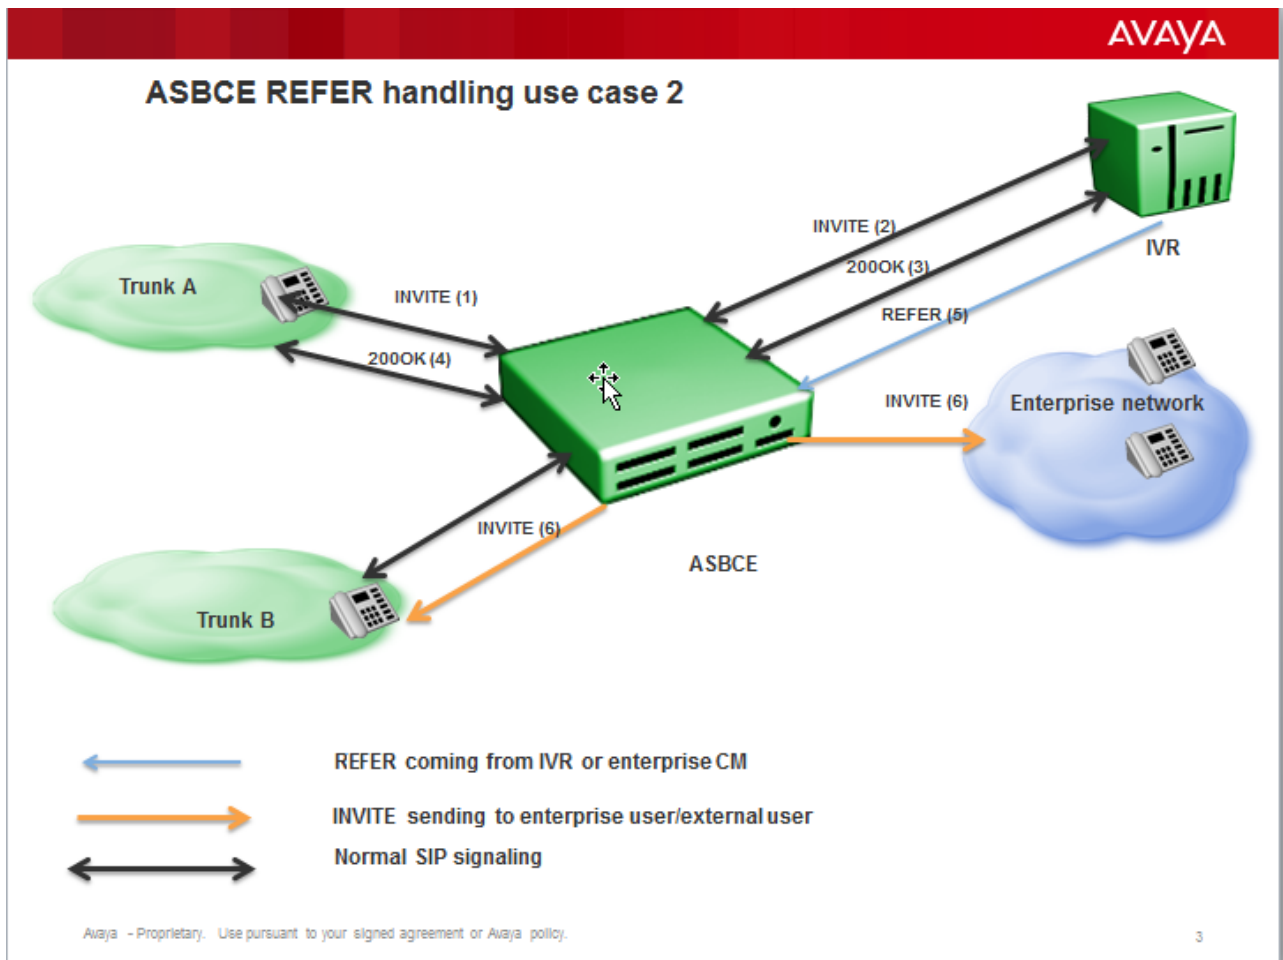 AVAYA
ASBCE REFER handling use case 2
INVITE (2)
IVR
200OK (3)
Trunk A
INVITE (1)
REFER (5)
200OK (4)
INVITE (6)
Enterprise network
INVITE (6)
ASBCE
Trunk B
REFER coming from IVR or enterprise CM
INVITE sending to enterprise user/external user
Normal SIP signaling
Avaya - Proprietary. Use pursuant to your signed agreement or Avaya policy.
3